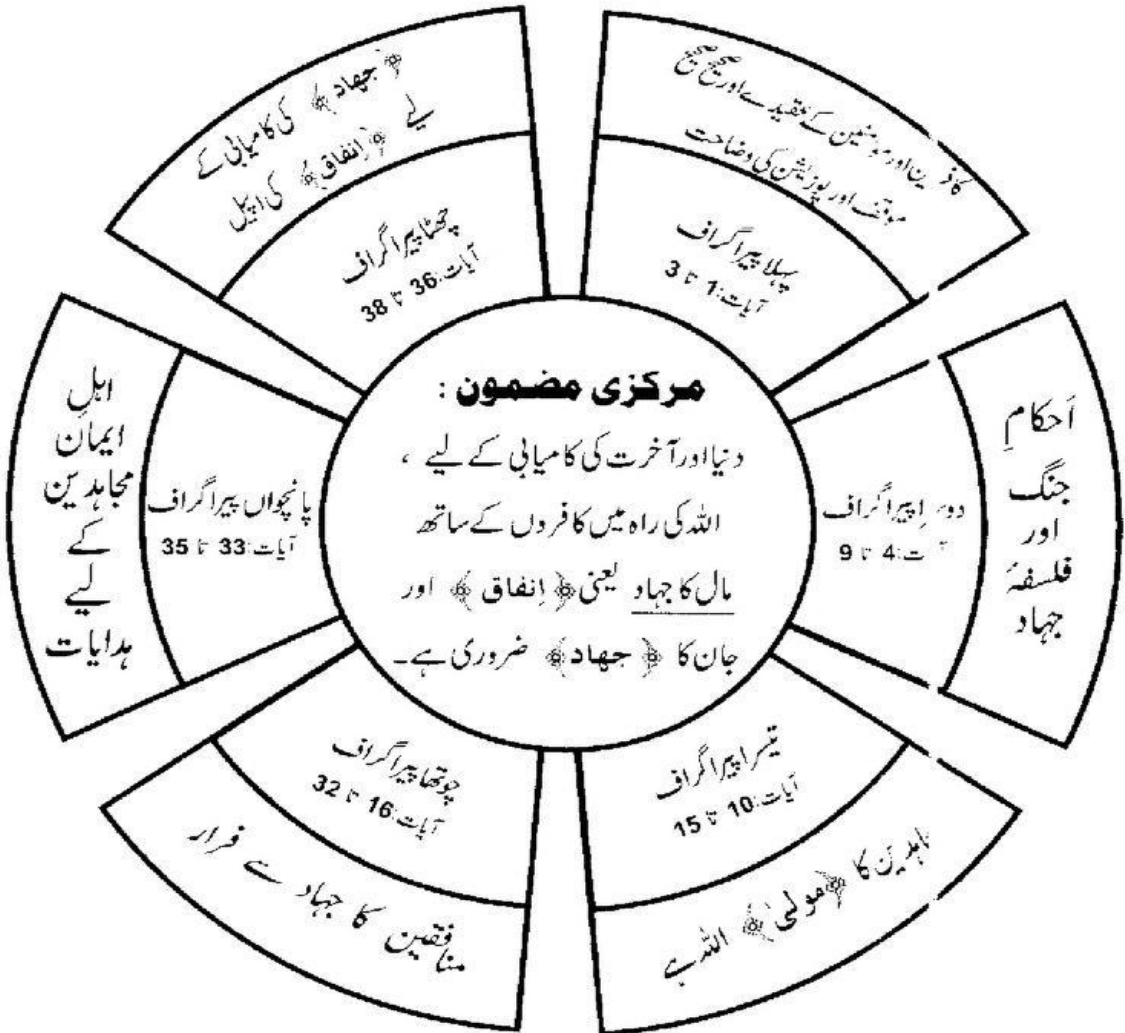 مرکزی مضمون :
دنیا اور آخرت کی کامیابی کے لیے ،
اللہ کی راہ میں کافروں کے ساتھ
مال کا جہاد یعنی ﴿ اِنفاق ﴾ اور
جان کا ﴿ جهاد ﴾ ضروری ہے۔
کافرین اور مومنین کے عقیدے اور صحیح صحیح
موقف اور پوزیشن کی وضاحت
پہلا پیراگراف
آیات:1 تا 3
اَحکامِ
جنگ
اور
فلسفۂ
جہاد
دوسرا پیراگراف
4 تا 9
تیسرا پیراگراف
آیات:10 تا 15
کا ﴿مولیٰ﴾ اللہ ہے
چوتھا پیراگراف
آیات:16 تا 32
منافقین کا جہاد سے فرار
اہلِ
ایمان
مجاہدین
کے
لیے
ہدایات
پانچواں پیراگراف
آیات:33 تا 35
﴿جهاد﴾ کی کامیابی کے
لیے ﴿اِنفاق﴾ کی اپیل
چھٹا پیراگراف
آیات:36 تا 38